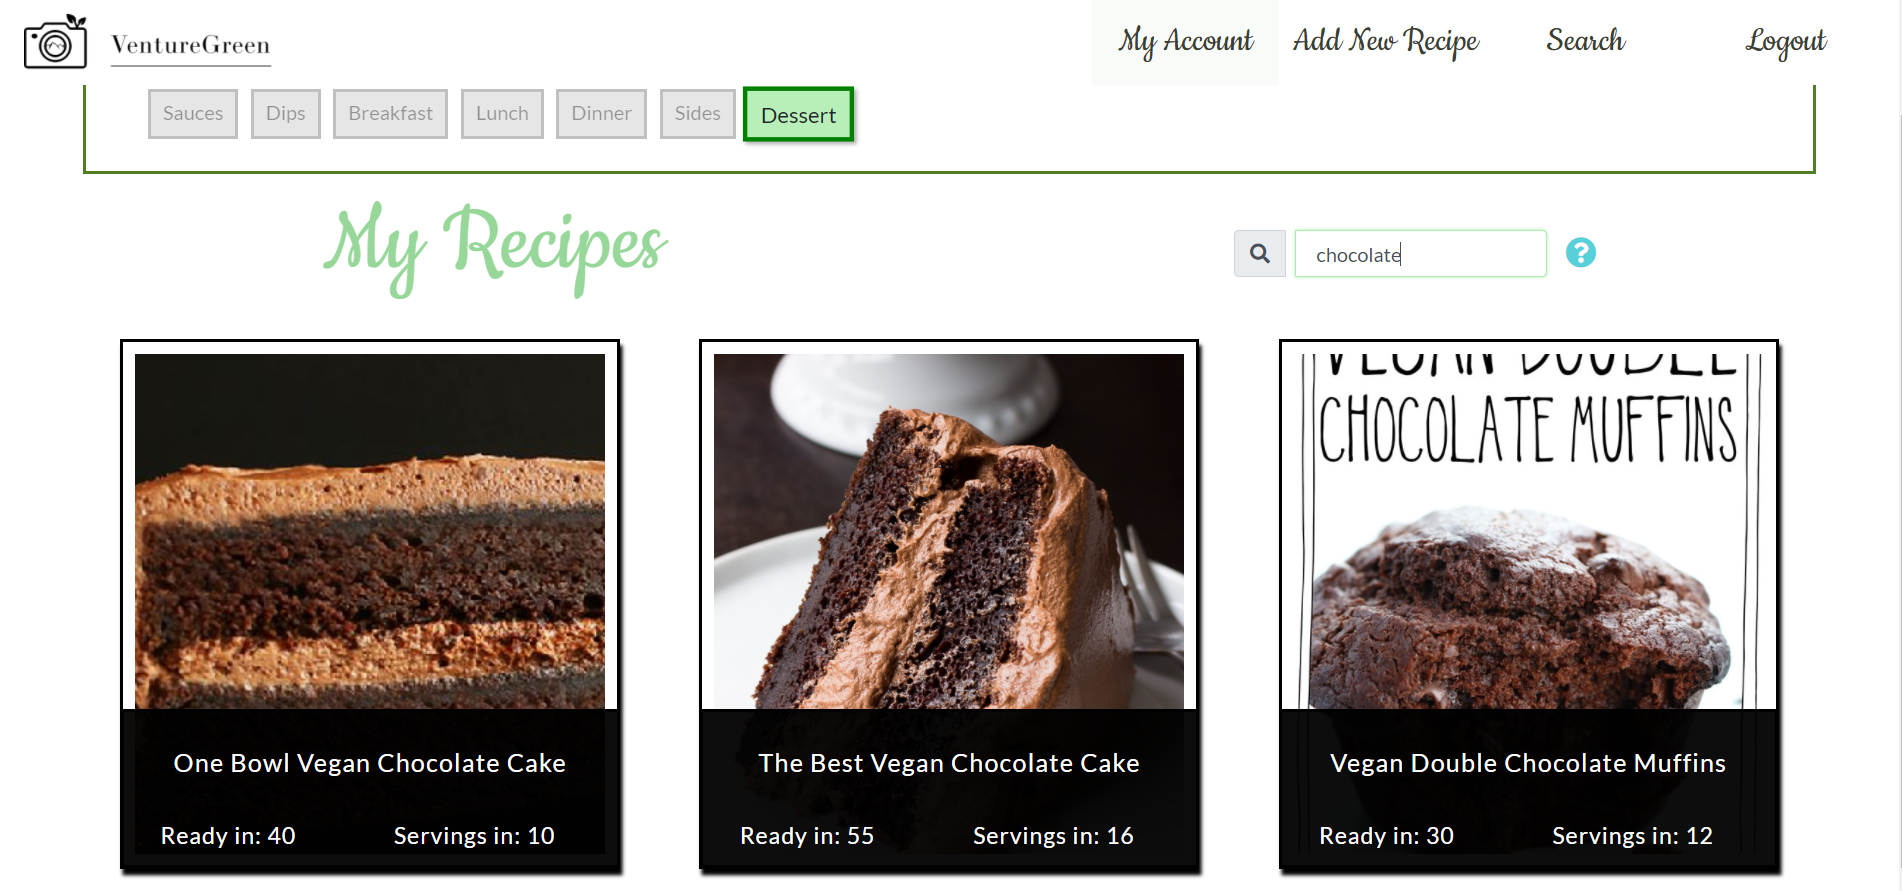 VentureGreen
My Account
Add New Recipe
Search
Logout
Sauces
Dips
Breakfast
Lunch
Dinner
Sides
Dessert
My Recipes
chocolate
?
VEGAN DOUBLE
CHOCOLATE MUFFINS
One Bowl Vegan Chocolate Cake
Ready in: 40
Servings in: 10
The Best Vegan Chocolate Cake
Ready in: 55
Servings in: 16
Vegan Double Chocolate Muffins
Ready in: 30
Servings in: 12